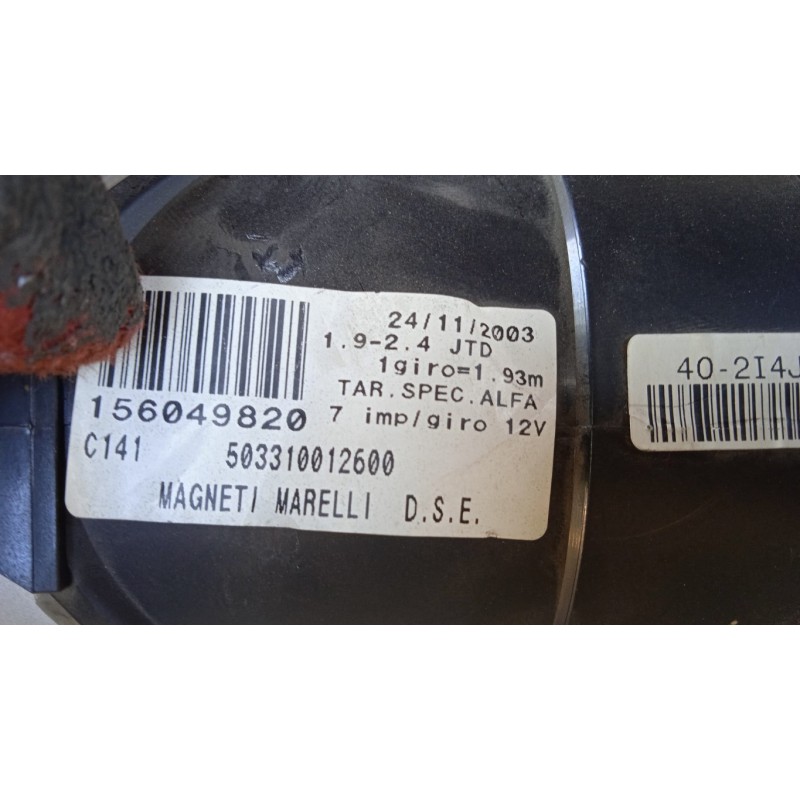 24/11/2003
1.9-2.4 JTD
1giro=1.93m
TAR.SPEC.ALFA
7 imp/giro 12V
156049820
C141 503310012600
MAGNETI MARELLI D.S.E.
40-2I4J